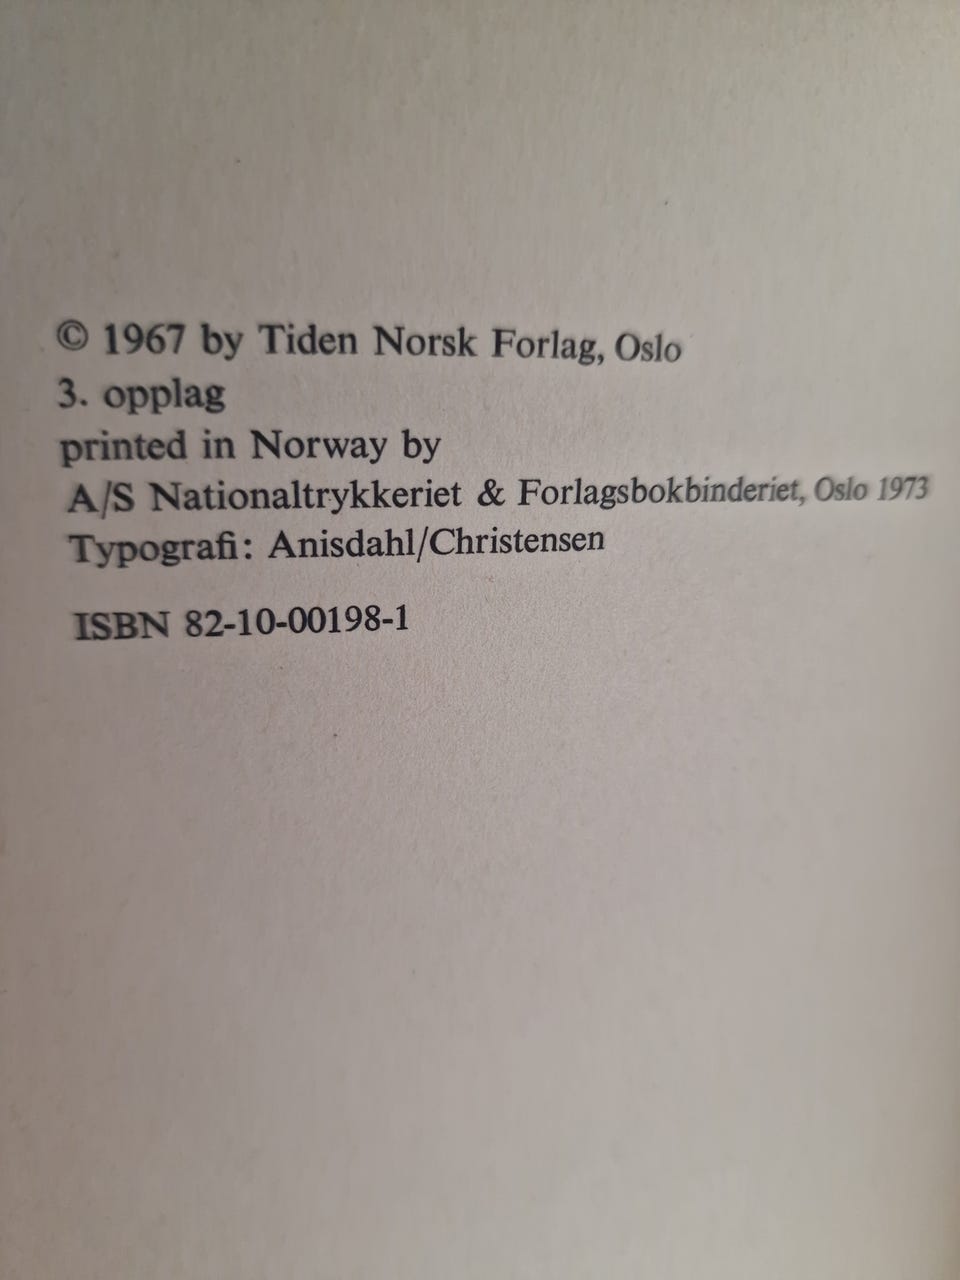 © 1967 by Tiden Norsk Forlag, Oslo
3. opplag
printed in Norway by
A/S Nationaltrykkeriet & Forlagsbokbinderiet, Oslo 1973
Typografi: Anisdahl/Christensen
ISBN 82-10-00198-1